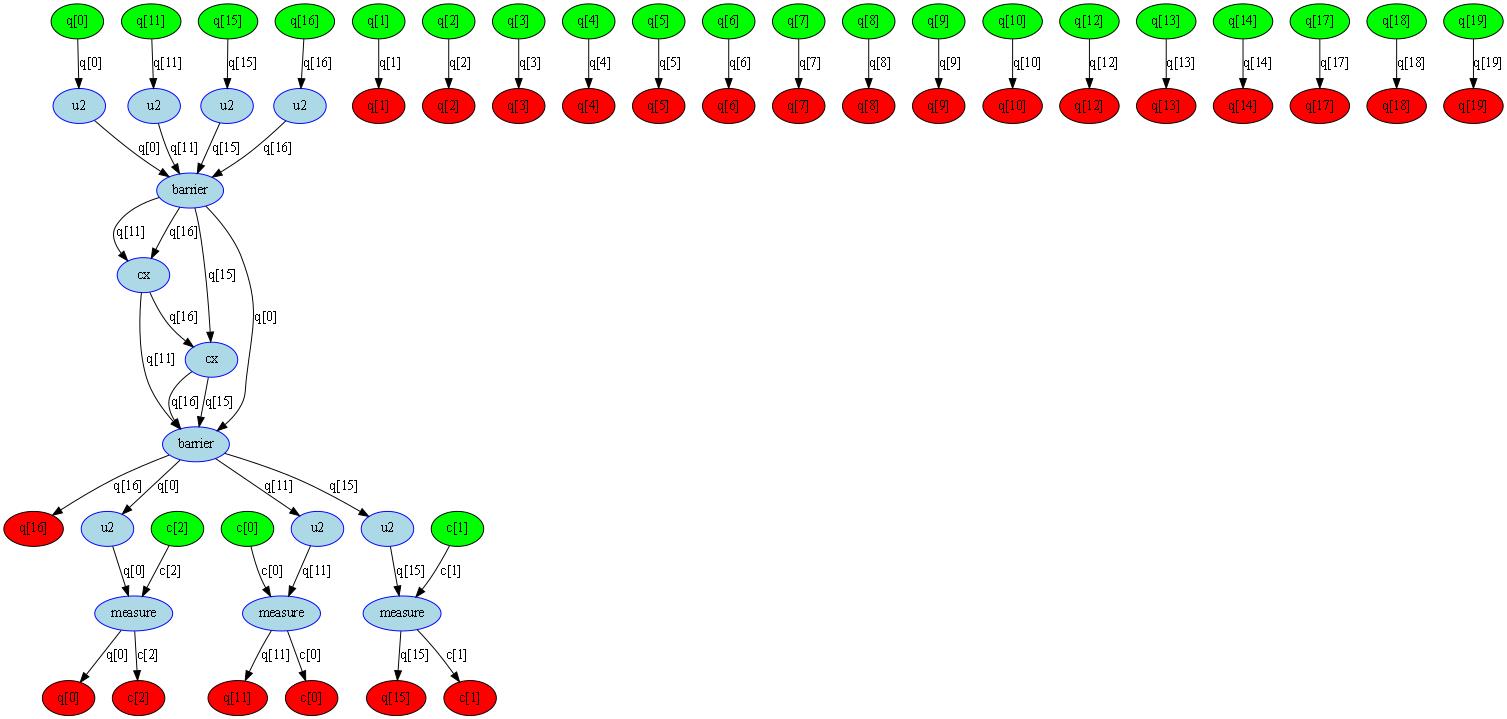 q[0] q[11] q[15] q[16] q[1] q[2] q[3] q[4] q[5] q[6] q[7] q[8] q[9] q[10] q[12] q[13] q[14] q[17] q[18] q[19]
q[0] q[11] q[15] q[16] q[1] q[2] q[3] q[4] q[5] q[6] q[7] q[8] q[9] q[10] q[12] q[13] q[14] q[17] q[18] q[19]
u2 u2 u2 u2 q[1] q[2] q[3] q[4] q[5] q[6] q[7] q[8] q[9] q[10] q[12] q[13] q[14] q[17] q[18] q[19]
q[0] q[11] q[15] q[16]
barrier
q[11] q[16]
cx q[15]
q[16] q[0]
q[11] cx
q[16] q[15]
barrier
q[16] q[0] q[11] q[15]
q[16] u2 c[2] c[0] u2 u2 c[1]
q[0] c[2] c[0] q[11] q[15] c[1]
measure measure measure
q[0] c[2] q[11] c[0] q[15] c[1]
q[0] c[2] q[11] c[0] q[15] c[1]